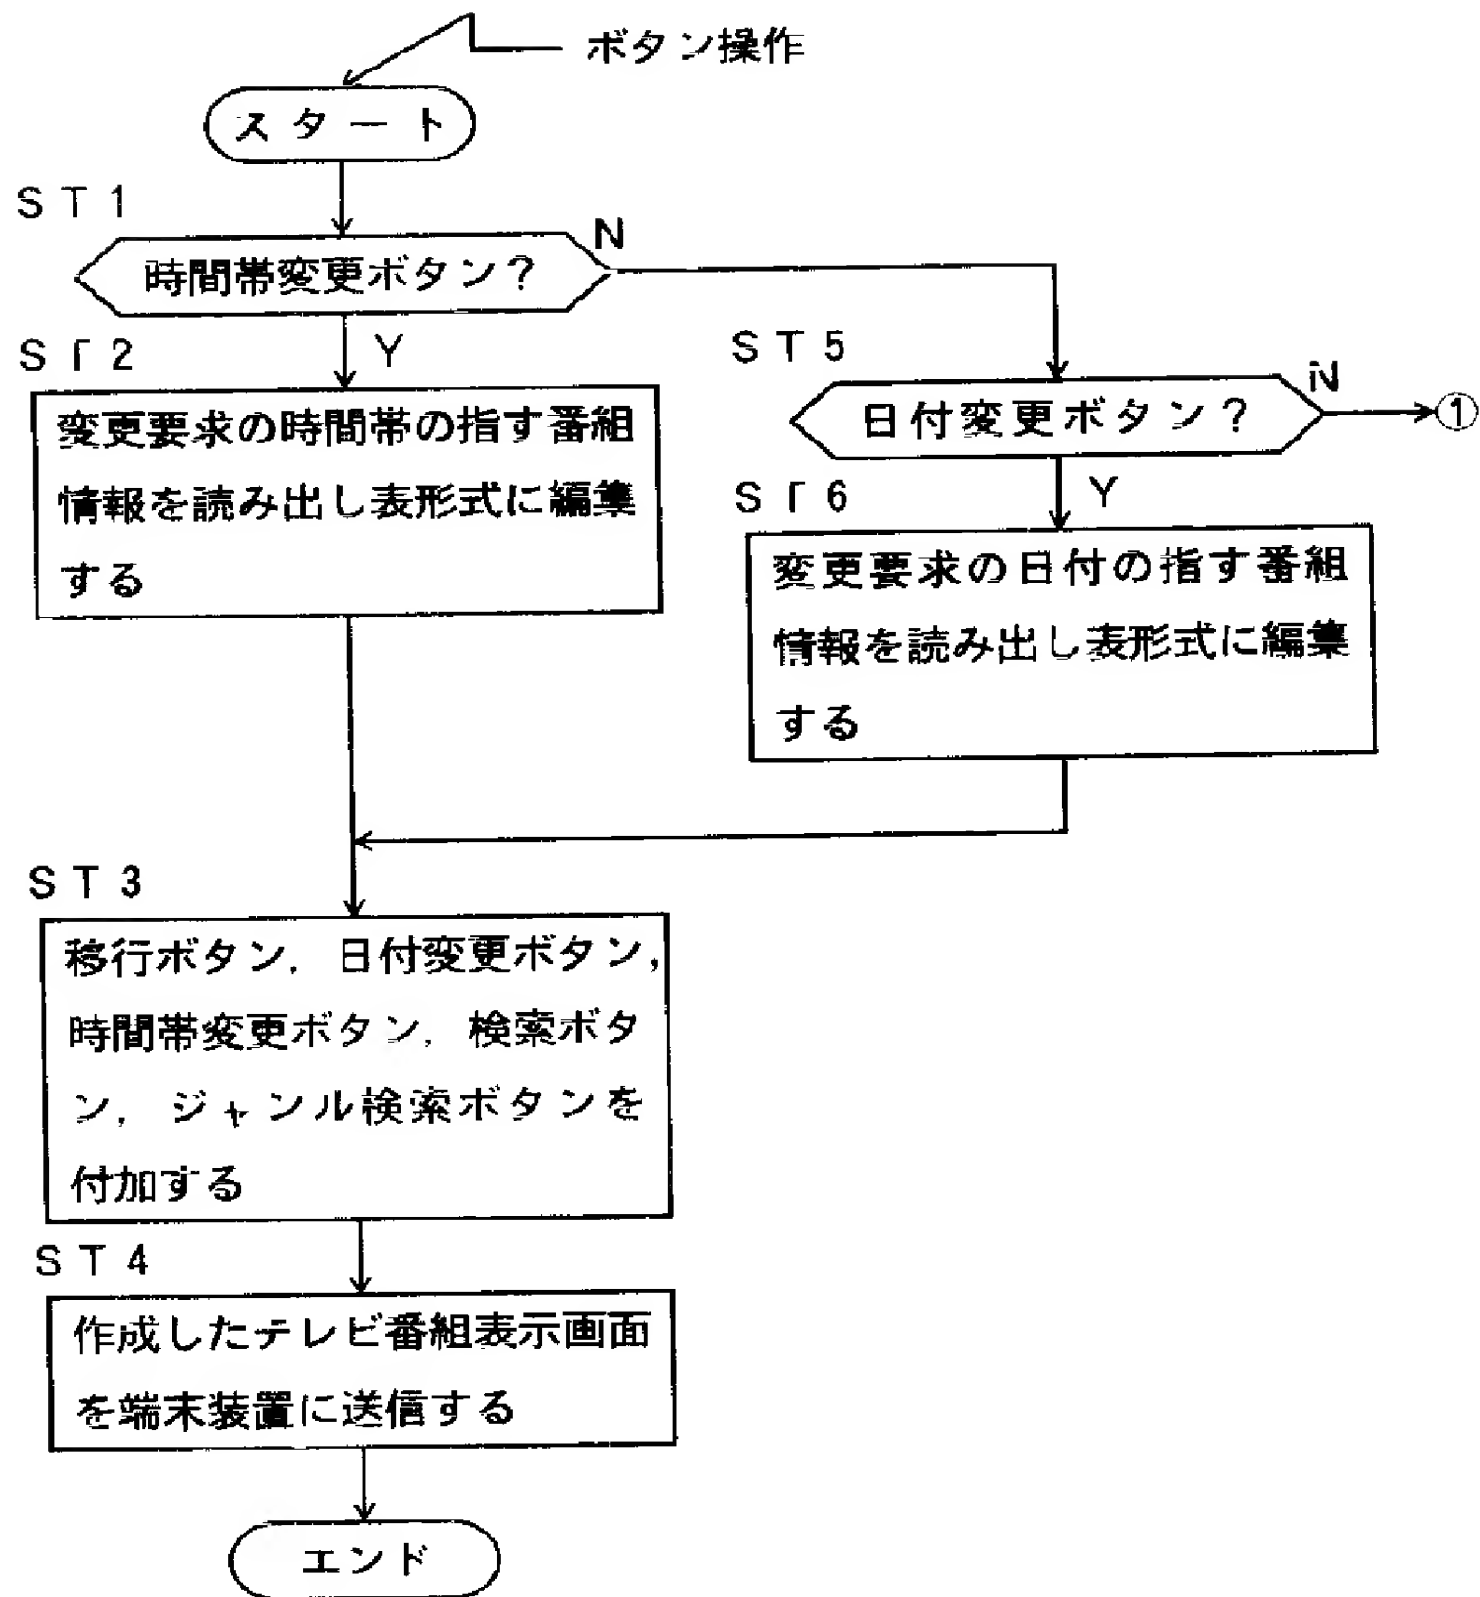 ボタン操作
スタート
ST1
時間帯変更ボタン?
N
Y
ST2
変更要求の時間帯の指す番組
情報を読み出し表形式に編集
する
ST5
日付変更ボタン?
N
①
Y
ST6
変更要求の日付の指す番組
情報を読み出し表形式に編集
する
ST3
移行ボタン,日付変更ボタン,
時間帯変更ボタン,検索ボタ
ン,ジャンル検索ボタンを
付加する
ST4
作成したテレビ番組表示画面
を端末装置に送信する
エンド